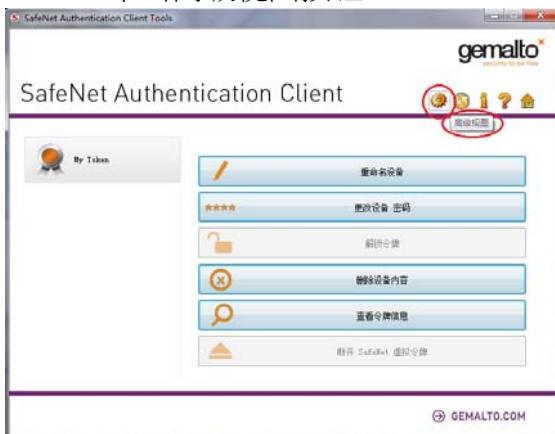 SafeNet Authentication Client Tools
gemalto
security to be free
SafeNet Authentication Client
高级视图
My Token
重命名设备
更改设备 密码
解锁令牌
删除设备内容
查看令牌信息
断开 SafeNet 虚拟令牌
GEMALTO.COM